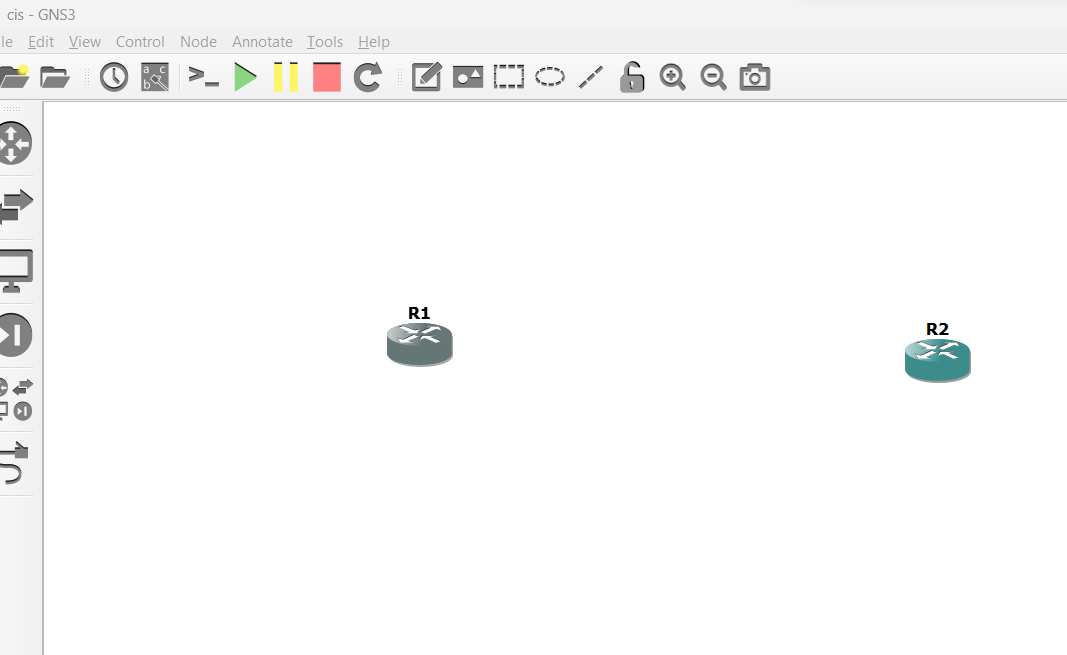 cis - GNS3
le Edit View Control Node Annotate Tools Help
a c
b
R1
R2